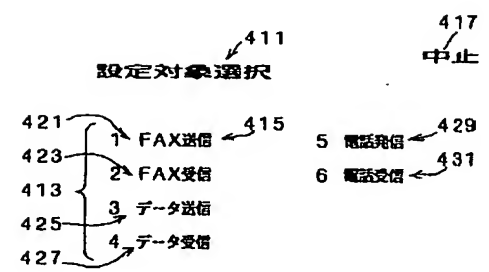 411
417
設定対象選択
中止
421
1 FAX送信
415
5 電話発信
429
423
2 FAX受信
6 電話受信
431
413
3 データ送信
425
4 データ受信
427